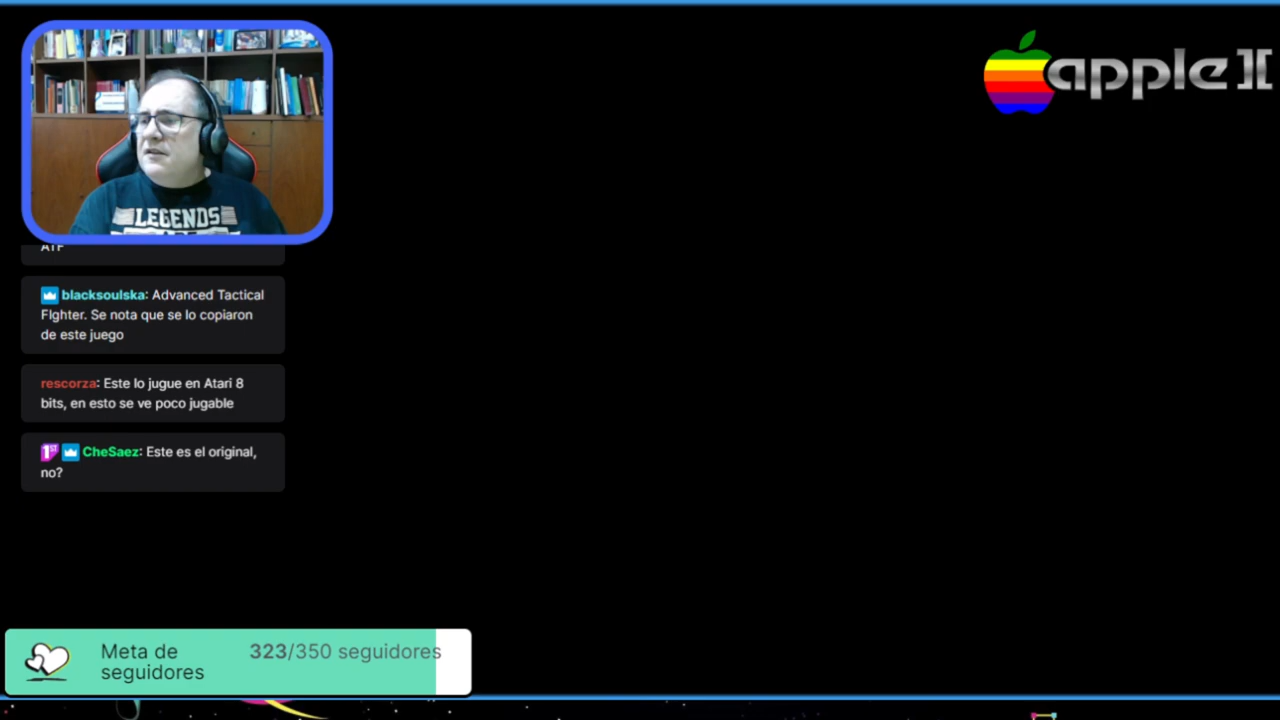 apple ][
LEGENDS
ATF
blacksoulska: Advanced Tactical
FIghter. Se nota que se lo copiaron
de este juego
rescorza: Este lo jugue en Atari 8
bits, en esto se ve poco jugable
1ST CheSaez: Este es el original,
no?
Meta de
seguidores
323/350 seguidores